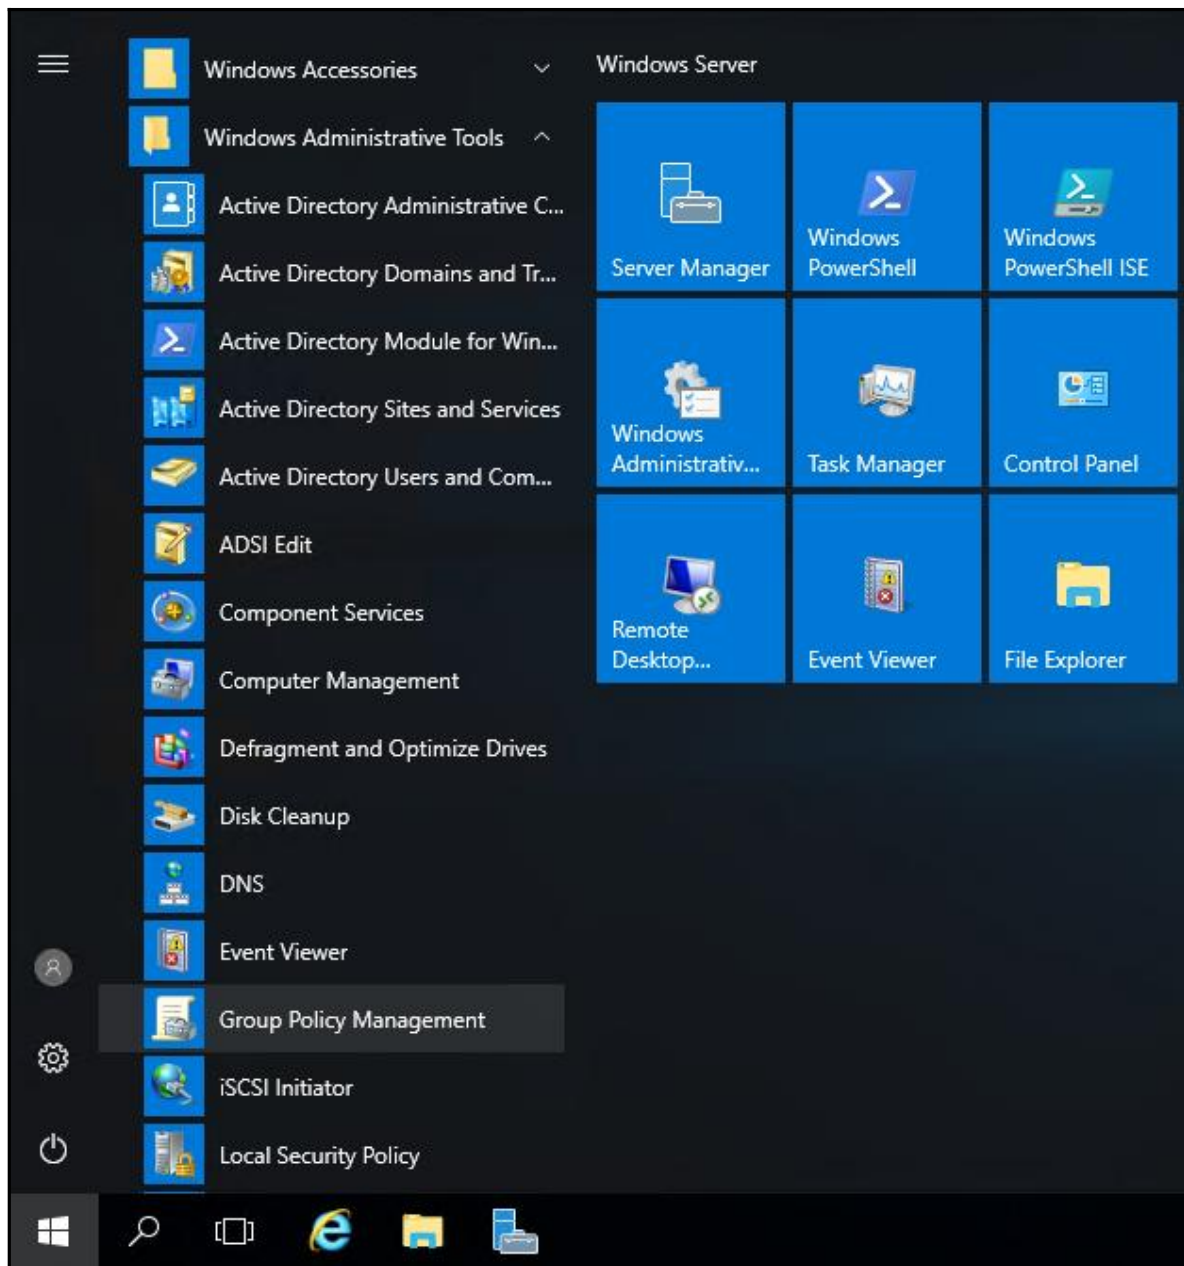 Windows Accessories
Windows Administrative Tools
Active Directory Administrative C...
Active Directory Domains and Tr...
Active Directory Module for Win...
Active Directory Sites and Services
Active Directory Users and Com...
ADSI Edit
Component Services
Computer Management
Defragment and Optimize Drives
Disk Cleanup
DNS
Event Viewer
Group Policy Management
iSCSI Initiator
Local Security Policy
Windows Server
Server Manager
Windows
PowerShell
Windows
PowerShell ISE
Windows
Administrativ...
Task Manager
Control Panel
Remote
Desktop...
Event Viewer
File Explorer